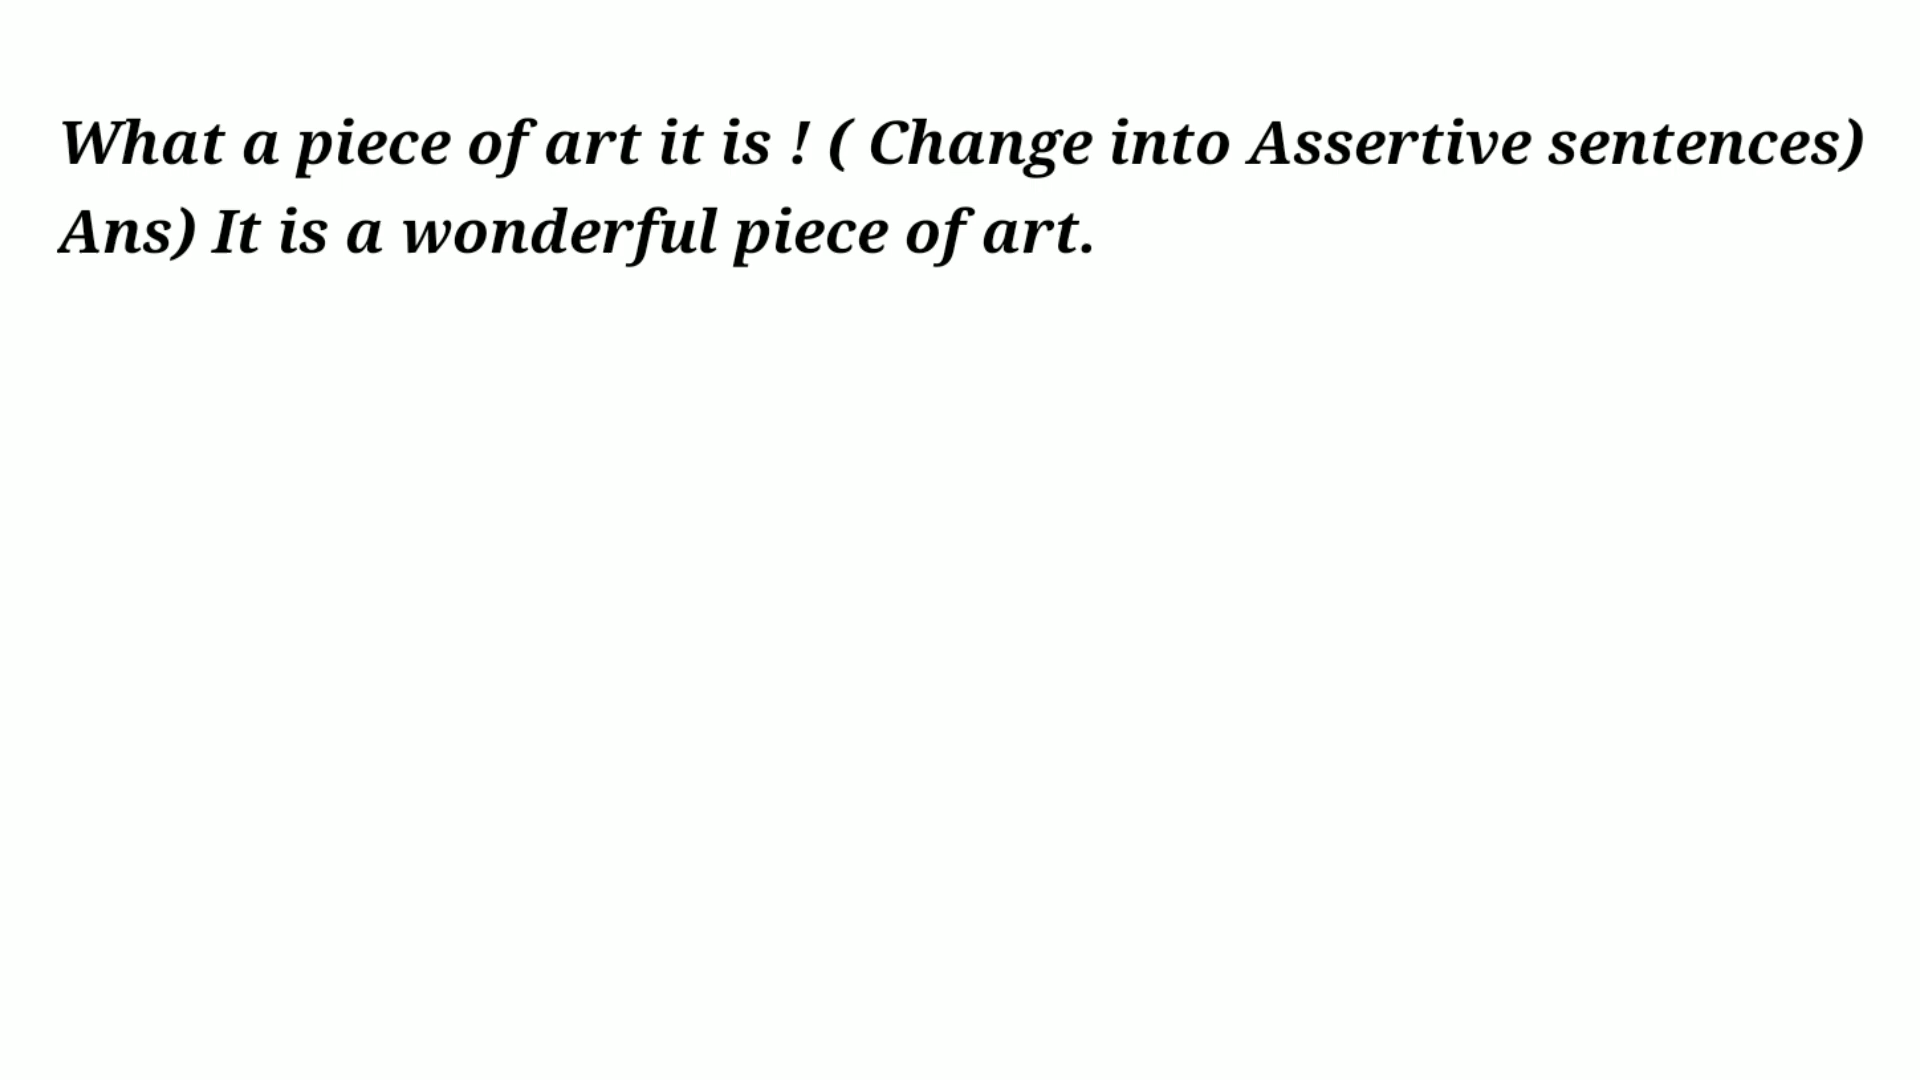 What a piece of art it is ! ( Change into Assertive sentences)
Ans) It is a wonderful piece of art.